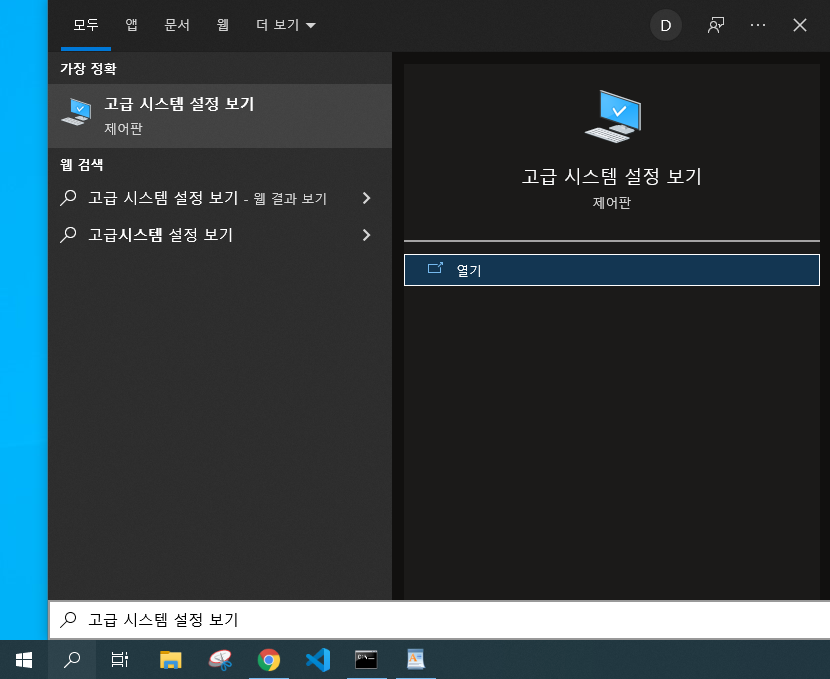 모두 앱 문서 웹 더 보기 D
가장 정확
고급 시스템 설정 보기
제어판
웹 검색
고급 시스템 설정 보기 - 웹 결과 보기
고급시스템 설정 보기
고급 시스템 설정 보기
제어판
열기
고급 시스템 설정 보기